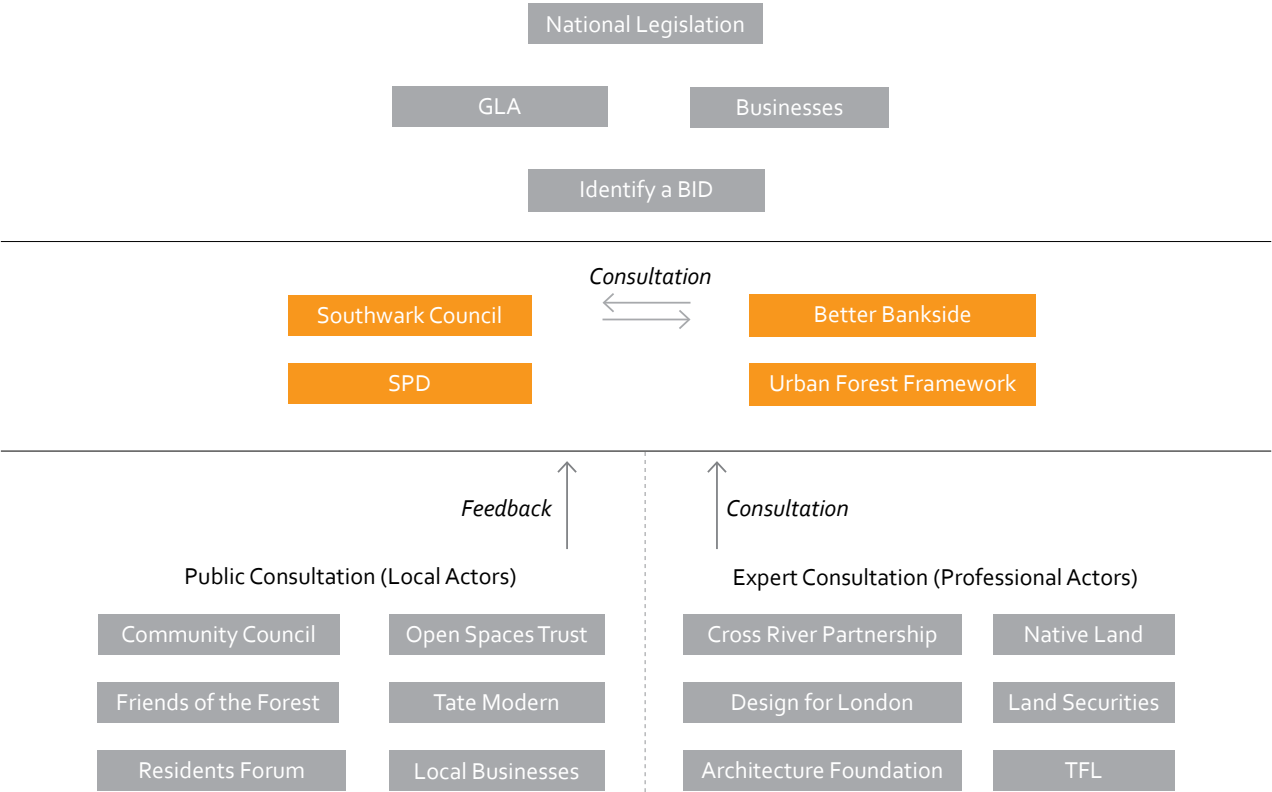 National Legislation
GLA
Businesses
Identify a BID
Consultation
Southwark Council
Better Bankside
SPD
Urban Forest Framework
Feedback
Consultation
Public Consultation (Local Actors)
Expert Consultation (Professional Actors)
Community Council
Open Spaces Trust
Cross River Partnership
Native Land
Friends of the Forest
Tate Modern
Design for London
Land Securities
Residents Forum
Local Businesses
Architecture Foundation
TFL